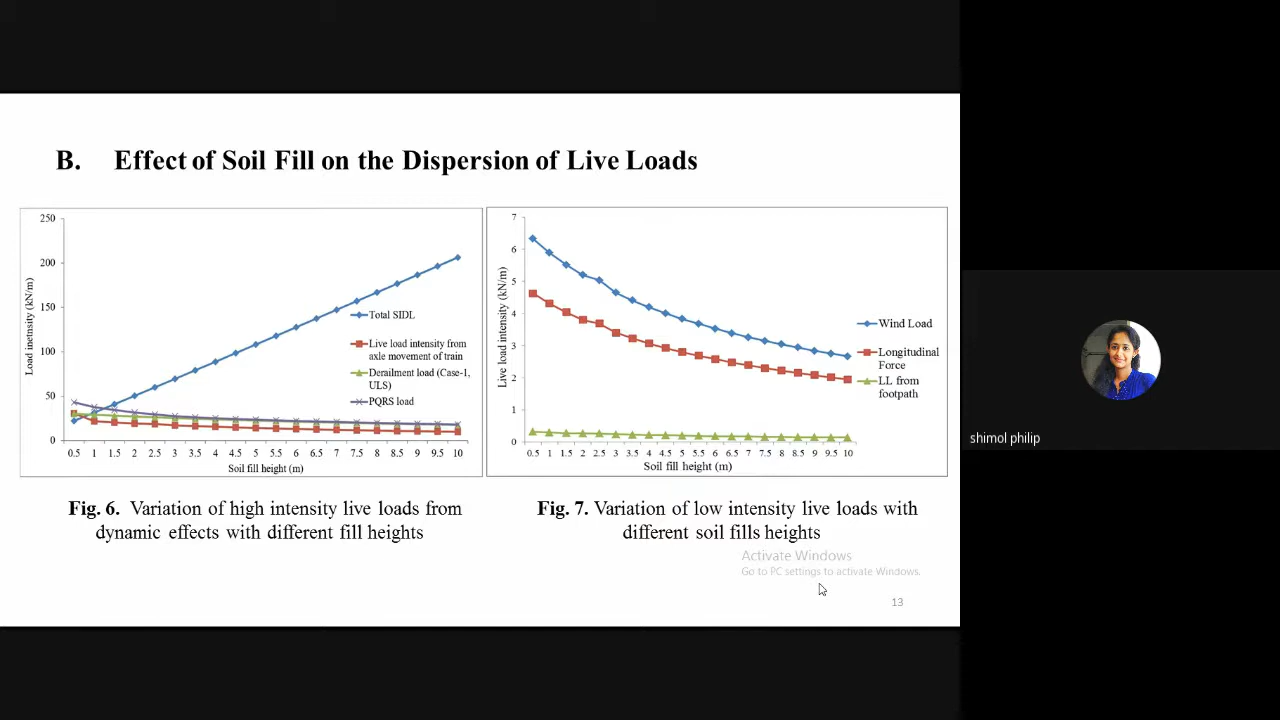 B. Effect of Soil Fill on the Dispersion of Live Loads
250
200
150
100
50
0
Load inetnsity (kN/m)
0.5 1 1.5 2 2.5 3 3.5 4 4.5 5 5.5 6 6.5 7 7.5 8 8.5 9 9.5 10
Soil fill height (m)
Total SIDL
Live load intensity from
axle movement of train
Derailment load (Case-1,
ULS)
PQRS load
7
6
5
4
3
2
1
0
Live load intensity (kN/m)
0.5 1 1.5 2 2.5 3 3.5 4 4.5 5 5.5 6 6.5 7 7.5 8 8.5 9 9.5 10
Soil fill height (m)
Wind Load
Longitudinal
Force
LL from
footpath
Fig. 6. Variation of high intensity live loads from
dynamic effects with different fill heights
Fig. 7. Variation of low intensity live loads with
different soil fills heights
Activate Windows
Go to PC settings to activate Windows.
13
shimol philip